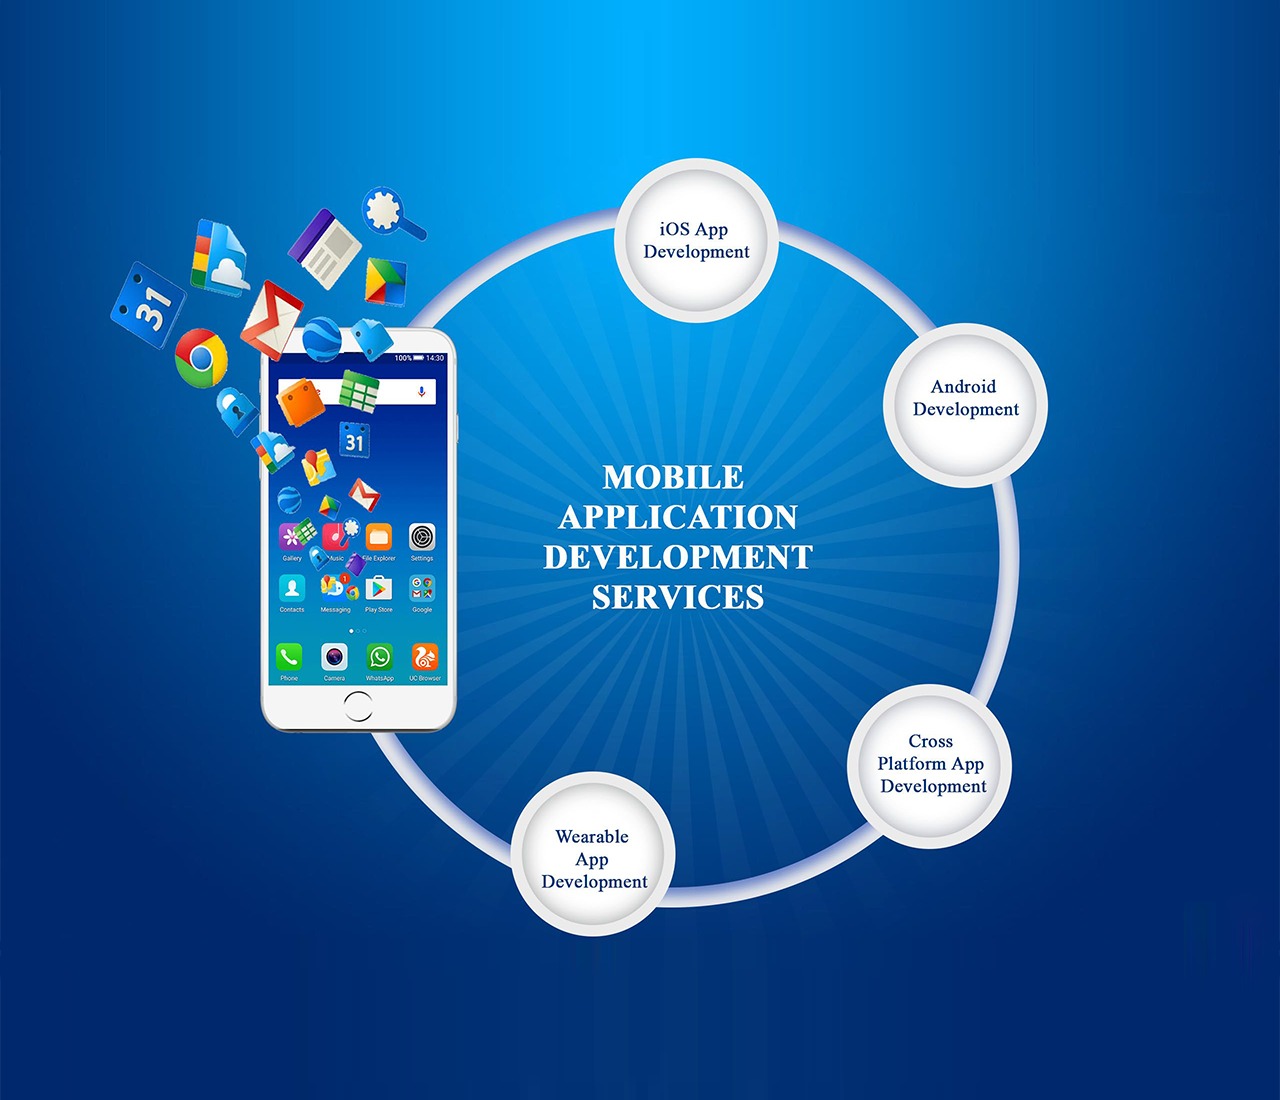 iOS App
Development
Android
Development
MOBILE
APPLICATION
DEVELOPMENT
SERVICES
Cross
Platform App
Development
Wearable
App
Development
31
100% 14:30
31
Gallery Music File Explorer Settings
1
Contacts Messaging Play Store Google
Phone Camera WhatsApp UC Browser